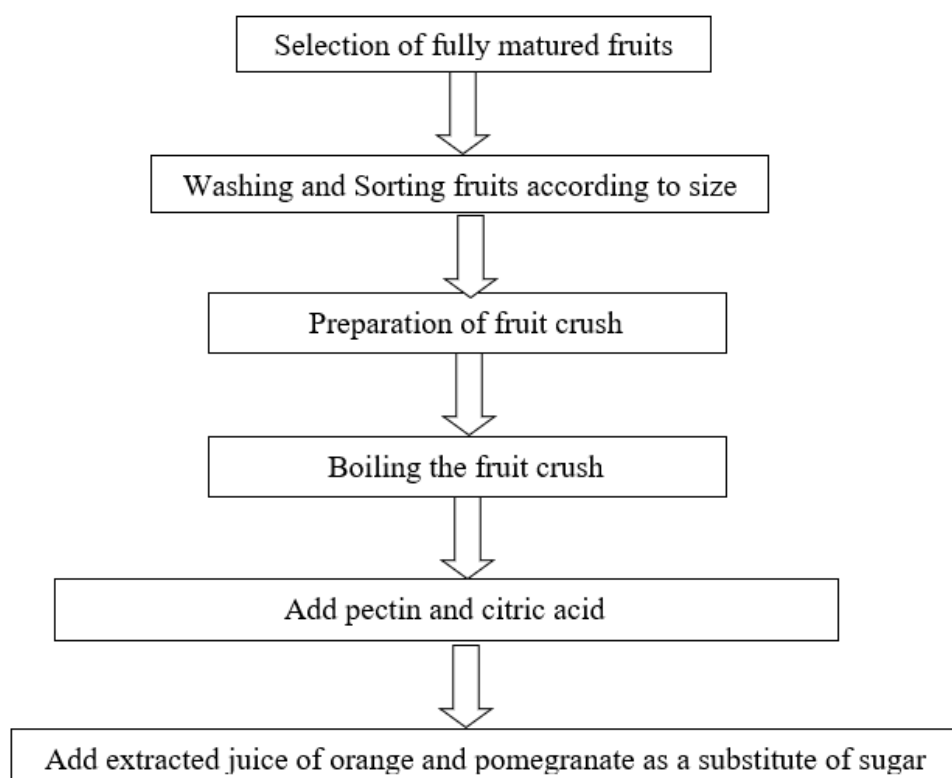 Selection of fully matured fruits
Washing and Sorting fruits according to size
Preparation of fruit crush
Boiling the fruit crush
Add pectin and citric acid
Add extracted juice of orange and pomegranate as a substitute of sugar